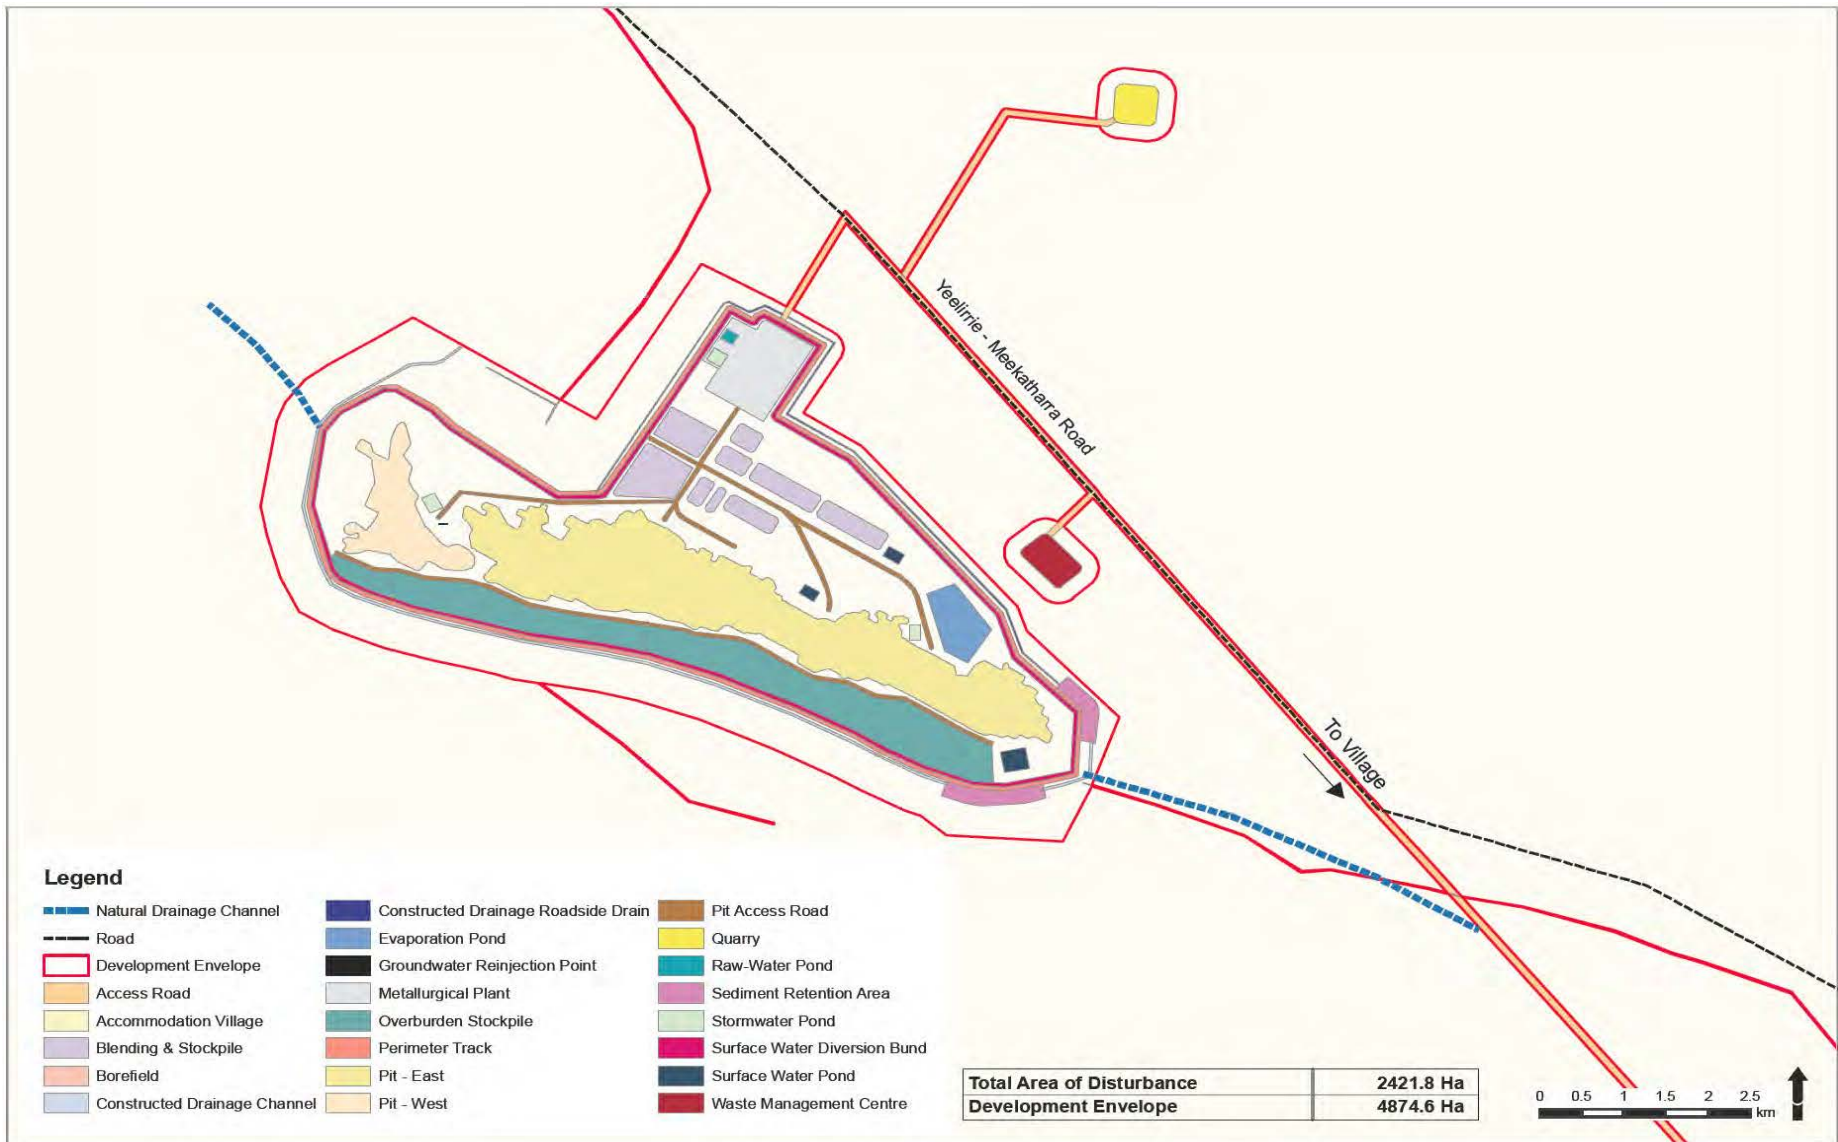 Yeelirrie - Meekatharra Road
To Village
Legend
Natural Drainage Channel
Road
Development Envelope
Access Road
Accommodation Village
Blending & Stockpile
Borefield
Constructed Drainage Channel
Constructed Drainage Roadside Drain
Evaporation Pond
Groundwater Reinjection Point
Metallurgical Plant
Overburden Stockpile
Perimeter Track
Pit - East
Pit - West
Pit Access Road
Quarry
Raw-Water Pond
Sediment Retention Area
Stormwater Pond
Surface Water Diversion Bund
Surface Water Pond
Waste Management Centre
Total Area of Disturbance 2421.8 Ha
Development Envelope 4874.6 Ha
0 0.5 1 1.5 2 2.5
km